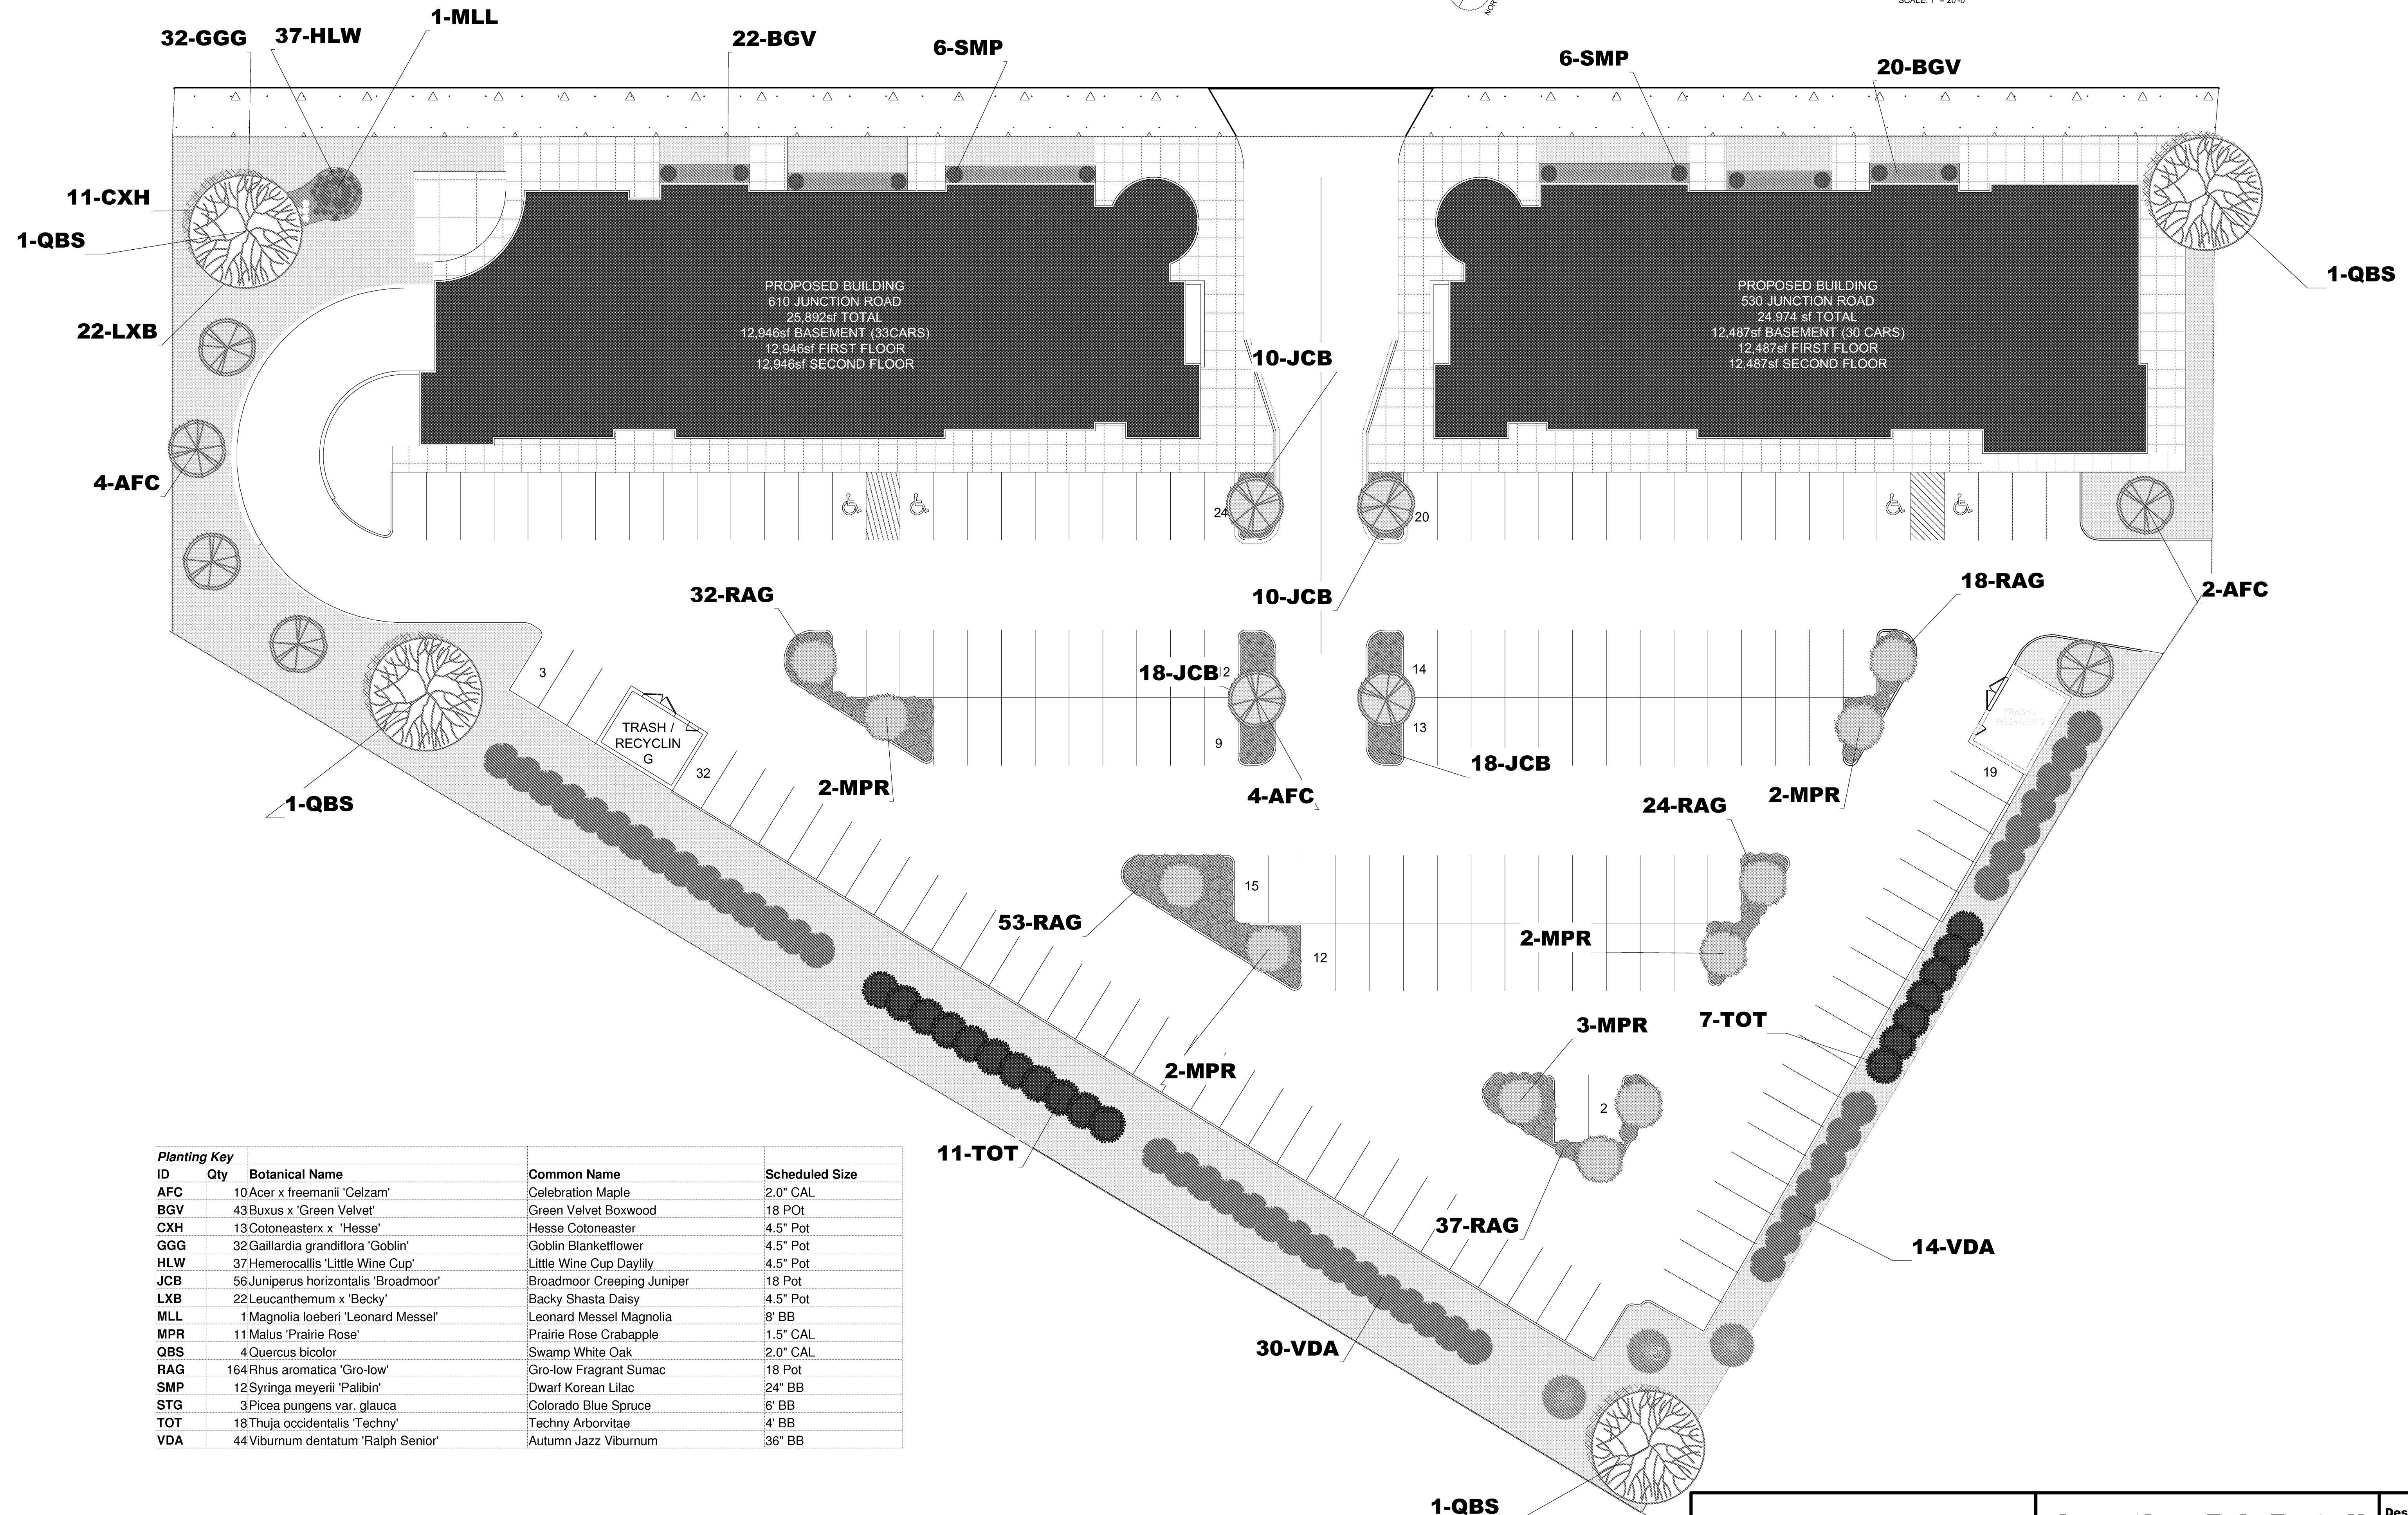 SCALE: 1" = 20'-0"
1-MLL
32-GGG
37-HLW
22-BGV
6-SMP
6-SMP
20-BGV
11-CXH
1-QBS
1-QBS
22-LXB
PROPOSED BUILDING
610 JUNCTION ROAD
25,892sf TOTAL
12,946sf BASEMENT (33CARS)
12,946sf FIRST FLOOR
12,946sf SECOND FLOOR
PROPOSED BUILDING
530 JUNCTION ROAD
24,974 sf TOTAL
12,487sf BASEMENT (30 CARS)
12,487sf FIRST FLOOR
12,487sf SECOND FLOOR
10-JCB
4-AFC
24
20
32-RAG
10-JCB
18-RAG
2-AFC
3
18-JCB
12
14
TRASH /
RECYCLIN
G
TRASH /
RECYCLING
9
13
18-JCB
32
19
2-MPR
4-AFC
2-MPR
1-QBS
24-RAG
15
53-RAG
2-MPR
12
3-MPR
7-TOT
2-MPR
2
11-TOT
37-RAG
14-VDA
30-VDA
1-QBS
Planting Key
ID Qty Botanical Name Common Name Scheduled Size
AFC 10 Acer x freemanii 'Celzam' Celebration Maple 2.0" CAL
BGV 43 Buxus x 'Green Velvet' Green Velvet Boxwood 18 POt
CXH 13 Cotoneasterx x 'Hesse' Hesse Cotoneaster 4.5" Pot
GGG 32 Gaillardia grandiflora 'Goblin' Goblin Blanketflower 4.5" Pot
HLW 37 Hemerocallis 'Little Wine Cup' Little Wine Cup Daylily 4.5" Pot
JCB 56 Juniperus horizontalis 'Broadmoor' Broadmoor Creeping Juniper 18 Pot
LXB 22 Leucanthemum x 'Becky' Backy Shasta Daisy 4.5" Pot
MLL 1 Magnolia loeberi 'Leonard Messel' Leonard Messel Magnolia 8' BB
MPR 11 Malus 'Prairie Rose' Prairie Rose Crabapple 1.5" CAL
QBS 4 Quercus bicolor Swamp White Oak 2.0" CAL
RAG 164 Rhus aromatica 'Gro-low' Gro-low Fragrant Sumac 18 Pot
SMP 12 Syringa meyerii 'Palibin' Dwarf Korean Lilac 24" BB
STG 3 Picea pungens var. glauca Colorado Blue Spruce 6' BB
TOT 18 Thuja occidentalis 'Techny' Techny Arborvitae 4' BB
VDA 44 Viburnum dentatum 'Ralph Senior' Autumn Jazz Viburnum 36" BB